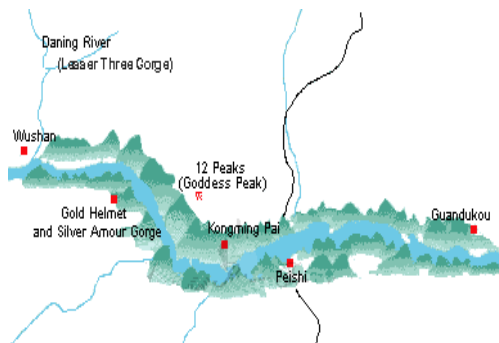 Daning River
(Lesser Three Gorge)
Wushan
12 Peaks
(Goddess Peak)
Gold Helmet
and Silver Amour Gorge
Kongming Pai
Guandukou
Peishi